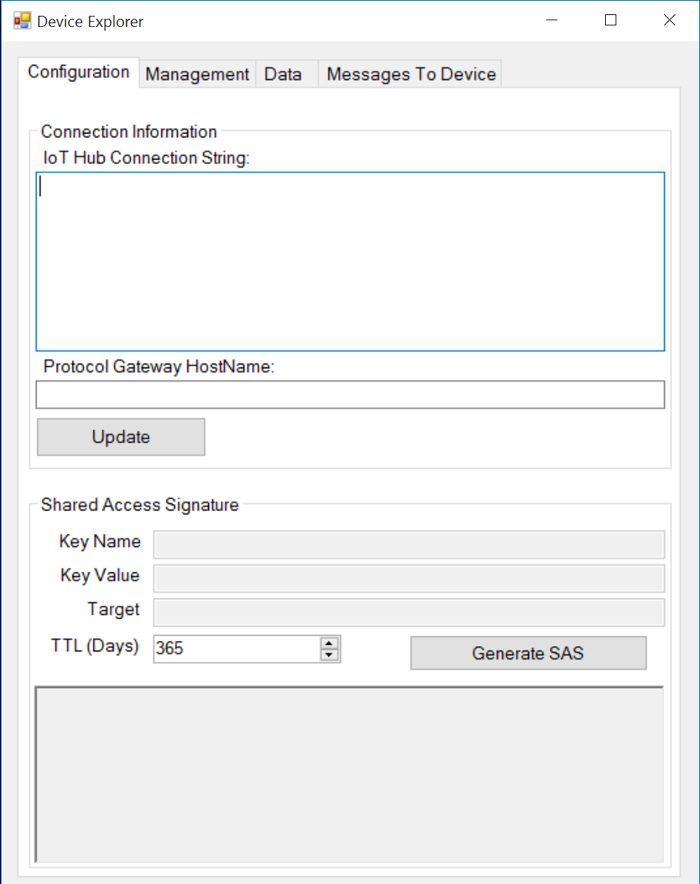 Device Explorer
Configuration Management Data Messages To Device
Connection Information
IoT Hub Connection String:
Protocol Gateway HostName:
Update
Shared Access Signature
Key Name
Key Value
Target
TTL (Days) 365 Generate SAS